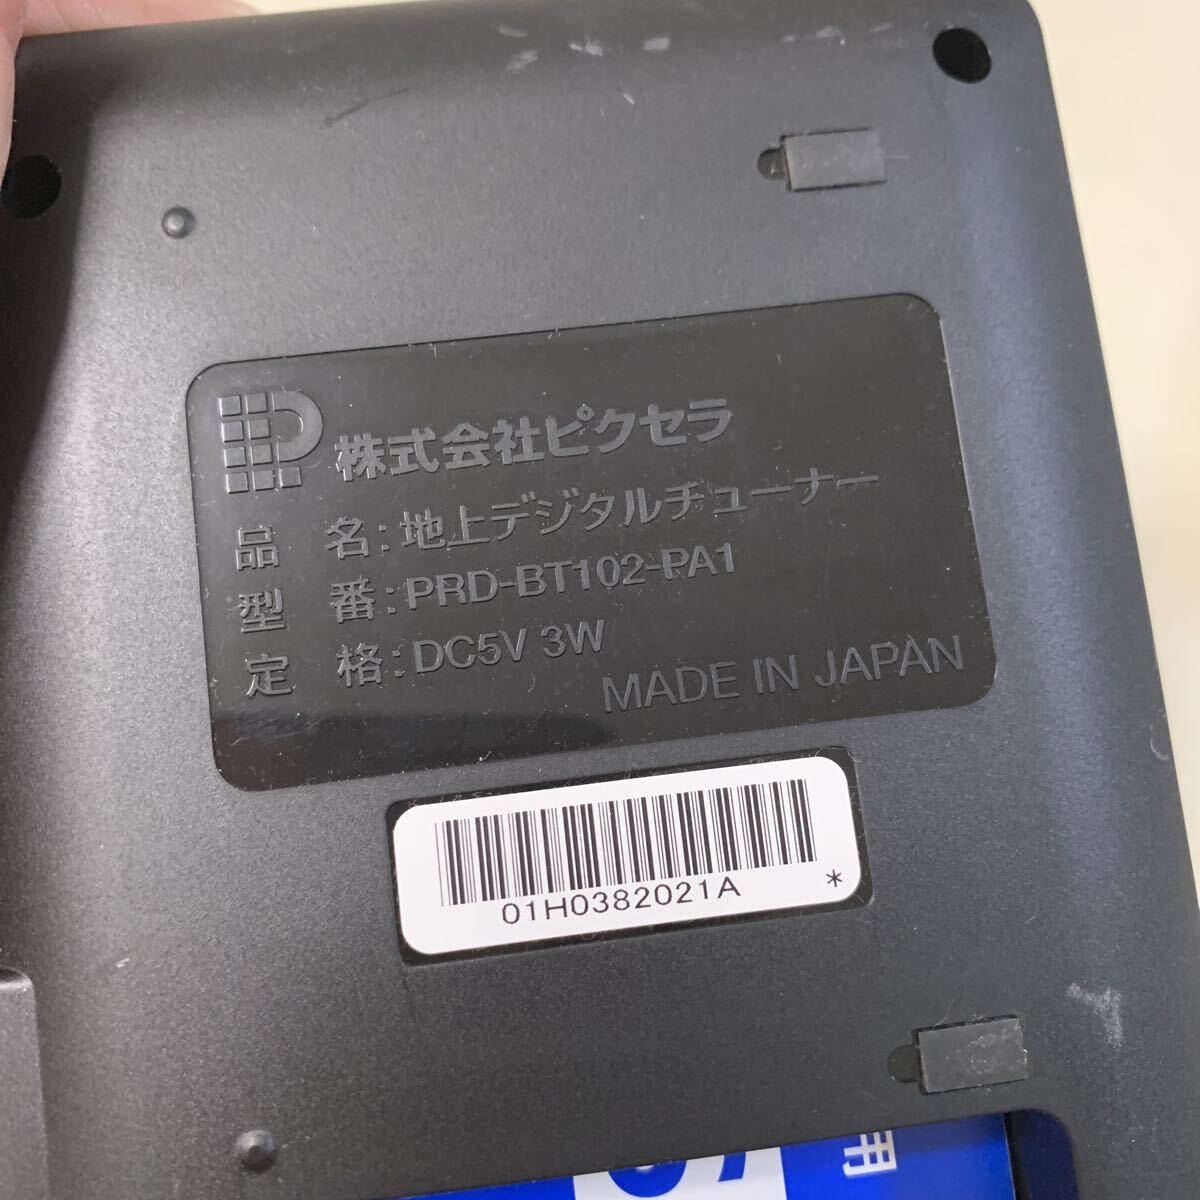 株式会社ピクセラ
品 名:地上デジタルチューナー
型 番:PRD-BT102-PA1
定 格:DC5V 3W
MADE IN JAPAN
01H0382021A *
用